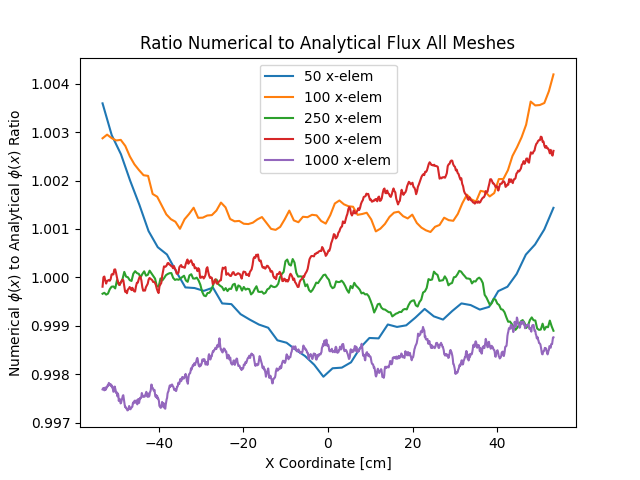 Ratio Numerical to Analytical Flux All Meshes
Numerical ϕ(x) to Analytical ϕ(x) Ratio
1.004
1.003
1.002
1.001
1.000
0.999
0.998
0.997
50 x-elem
100 x-elem
250 x-elem
500 x-elem
1000 x-elem
−40 −20 0 20 40
X Coordinate [cm]